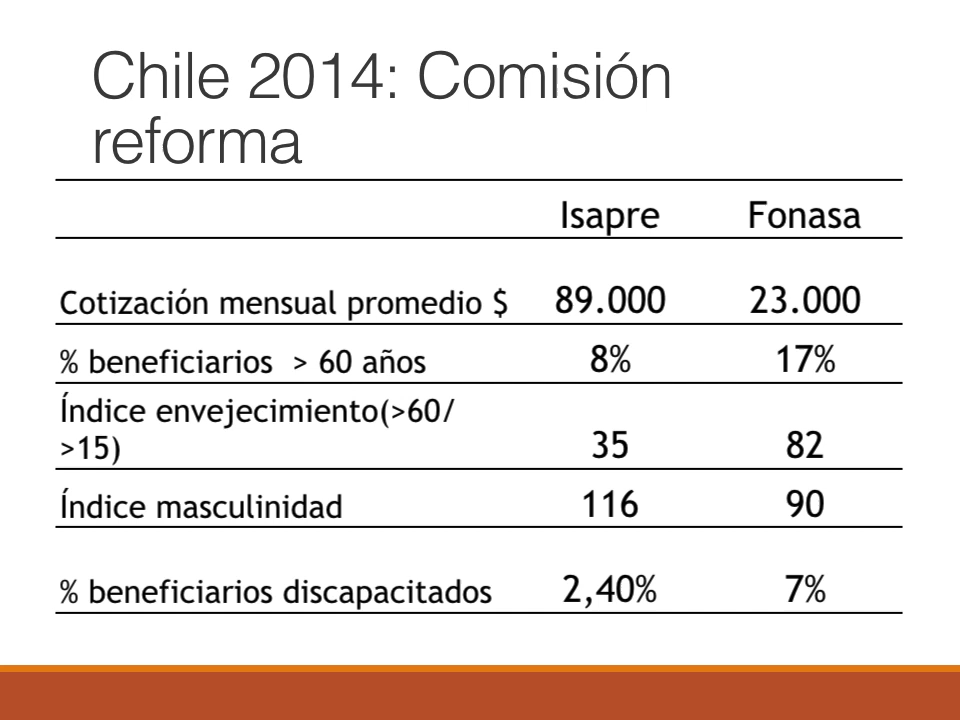 Chile 2014: Comisión
reforma
Isapre Fonasa
Cotización mensual promedio $ 89.000 23.000
% beneficiarios > 60 años 8% 17%
Índice envejecimiento(>60/
>15) 35 82
Índice masculinidad 116 90
% beneficiarios discapacitados 2,40% 7%